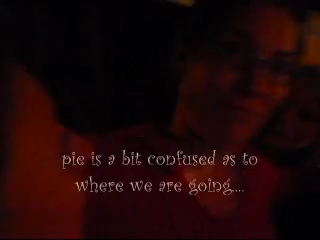 pie is a bit confused as to
where we are going....